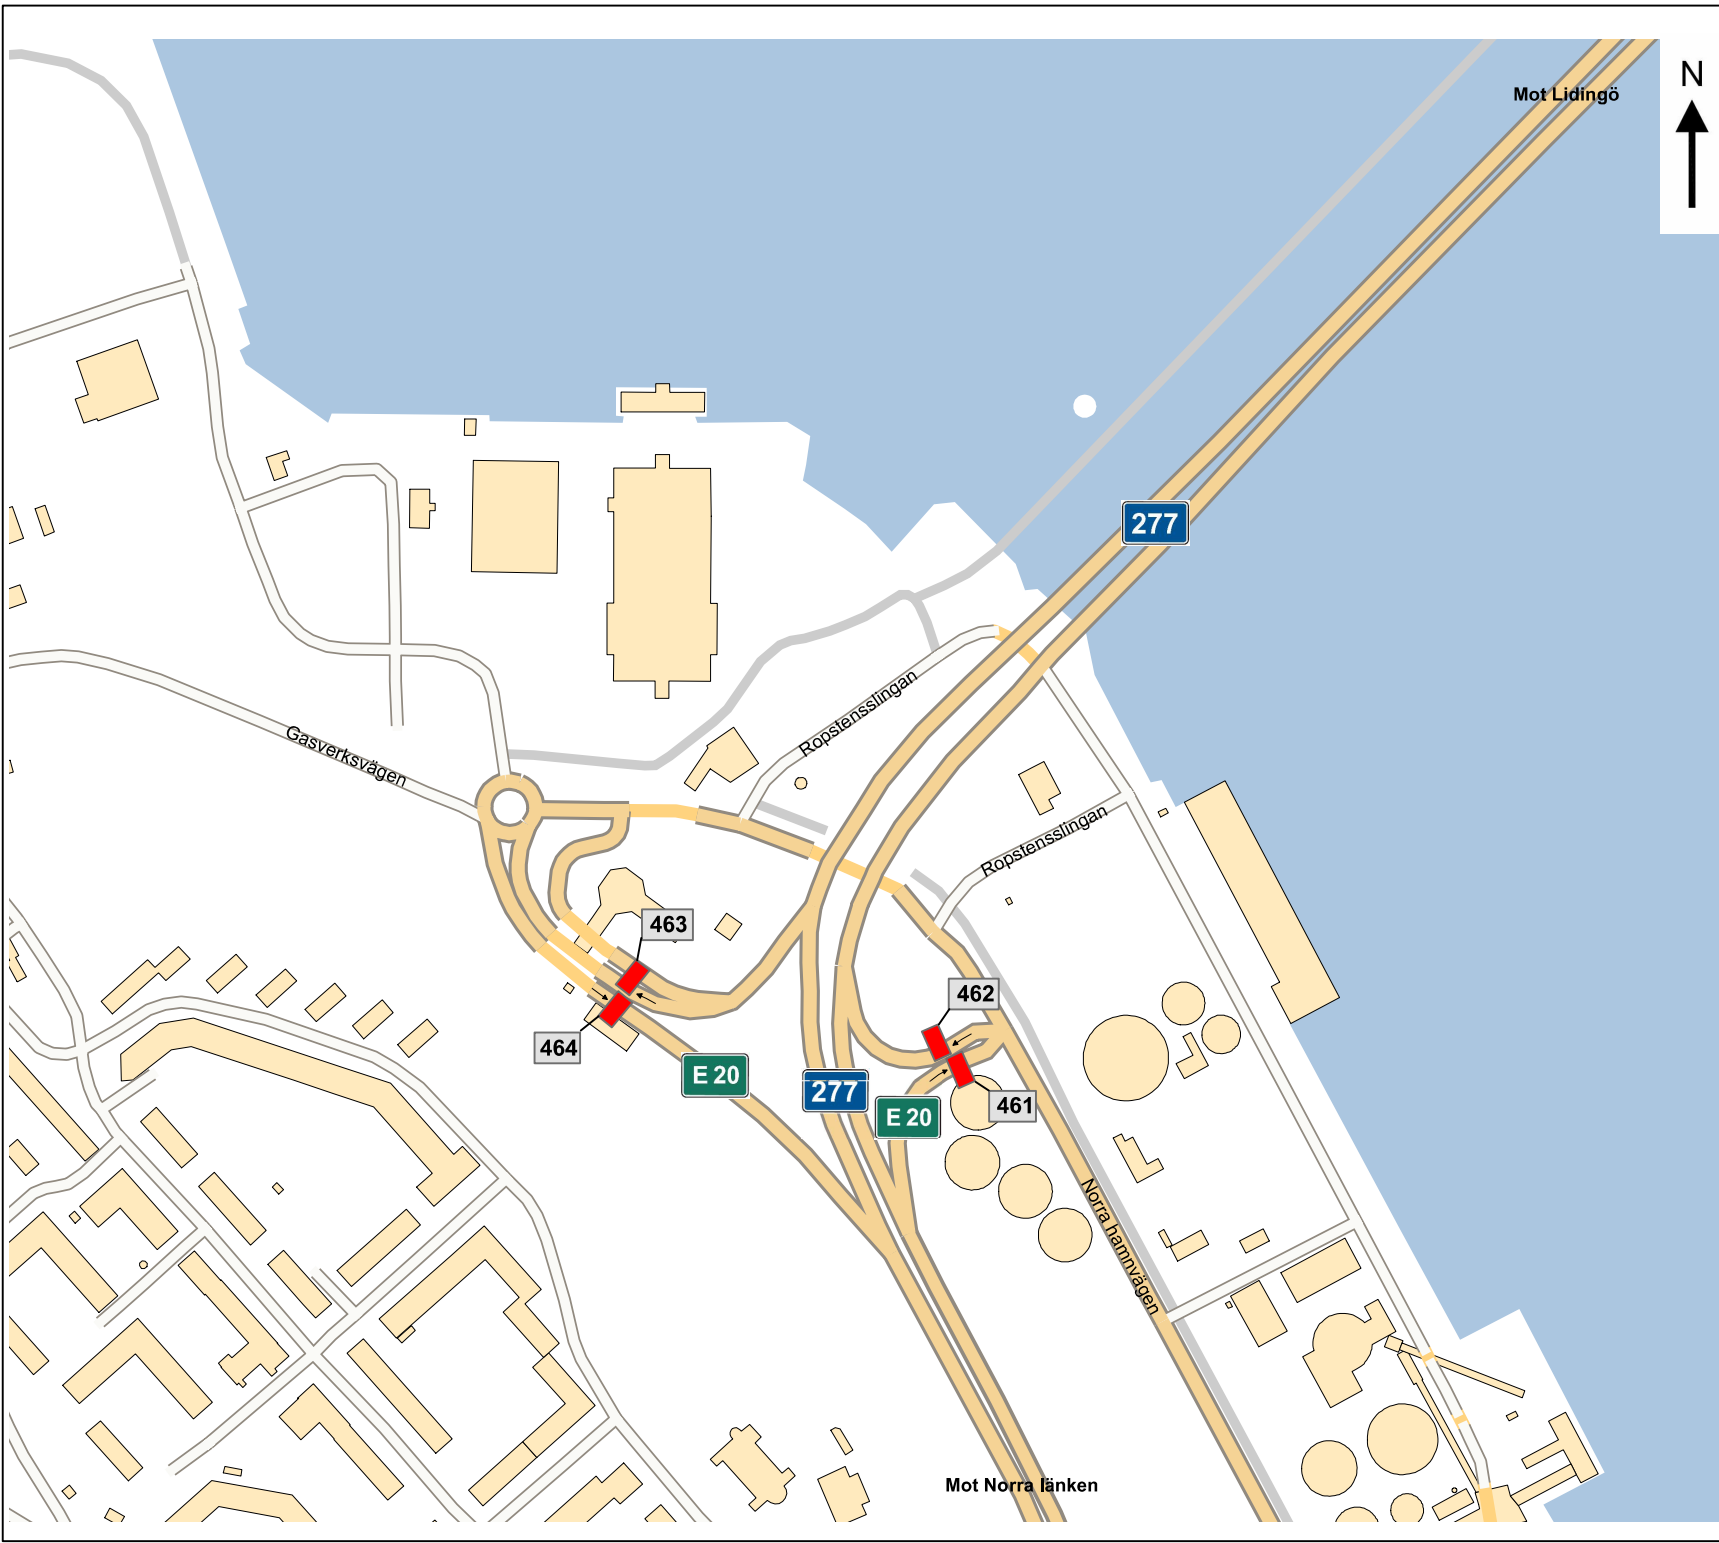 N
Mot Lidingö
277
Ropstensslingan
Gasverksvägen
Ropstensslingan
463
462
464
E 20
277
461
E 20
Norra hamnvägen
Mot Norra länken